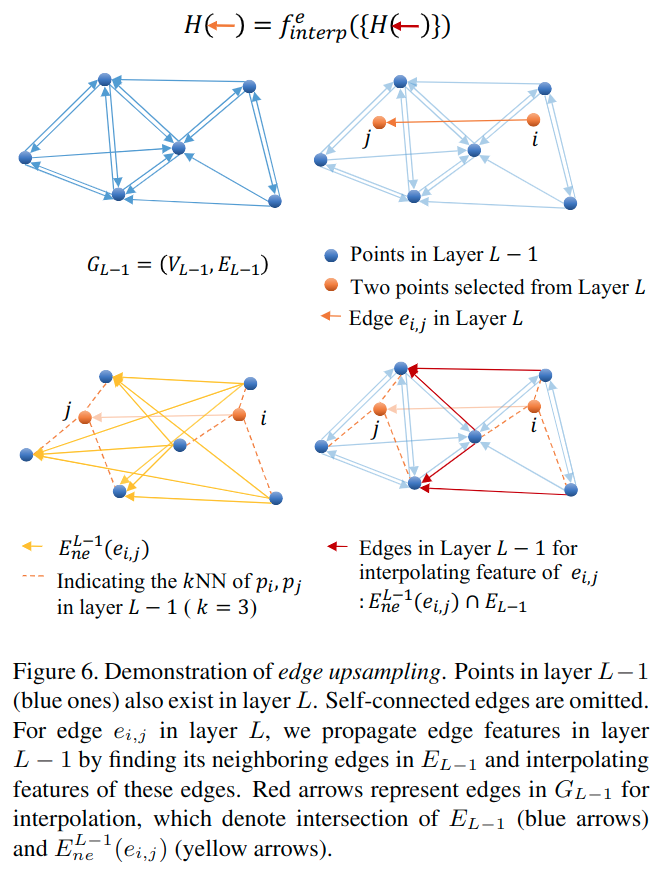 H(←) = f^e_interp({H(←)})
j
i
G_{L−1} = (V_{L−1}, E_{L−1})
Points in Layer L − 1
Two points selected from Layer L
Edge e_{i,j} in Layer L
j
i
j
i
E_{ne}^{L−1}(e_{i,j})
Indicating the kNN of p_i, p_j
in layer L − 1 ( k = 3)
Edges in Layer L − 1 for
interpolating feature of e_{i,j}
: E_{ne}^{L−1}(e_{i,j}) ∩ E_{L−1}
Figure 6. Demonstration of edge upsampling. Points in layer L−1
(blue ones) also exist in layer L. Self-connected edges are omitted.
For edge e_{i,j} in layer L, we propagate edge features in layer
L − 1 by finding its neighboring edges in E_{L−1} and interpolating
features of these edges. Red arrows represent edges in G_{L−1} for
interpolation, which denote intersection of E_{L−1} (blue arrows)
and E_{ne}^{L−1}(e_{i,j}) (yellow arrows).